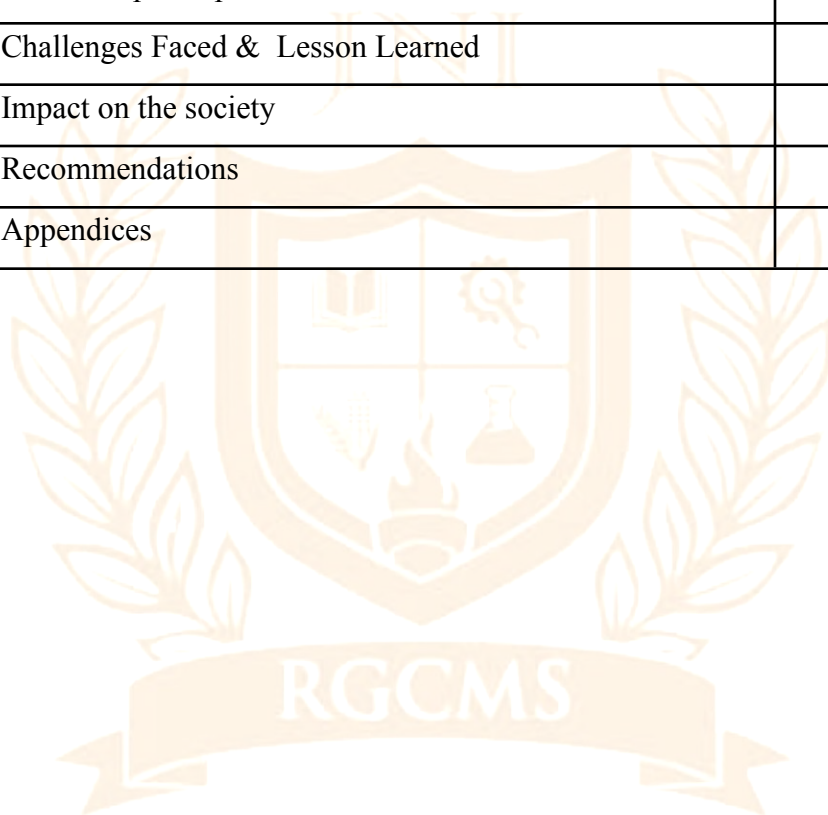 Challenges Faced & Lesson Learned
Impact on the society
Recommendations
Appendices
RGCMS